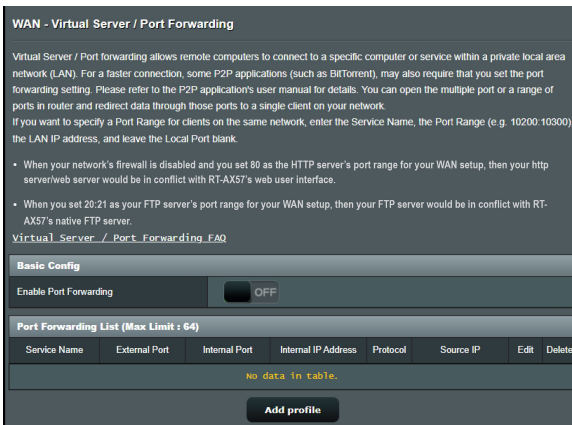 WAN - Virtual Server / Port Forwarding
Virtual Server / Port forwarding allows remote computers to connect to a specific computer or service within a private local area
network (LAN). For a faster connection, some P2P applications (such as BitTorrent), may also require that you set the port
forwarding setting. Please refer to the P2P application's user manual for details. You can open the multiple port or a range of
ports in router and redirect data through those ports to a single client on your network.
If you want to specify a Port Range for clients on the same network, enter the Service Name, the Port Range (e.g. 10200:10300),
the LAN IP address, and leave the Local Port blank.
• When your network's firewall is disabled and you set 80 as the HTTP server's port range for your WAN setup, then your http
server/web server would be in conflict with RT-AX57's web user interface.
• When you set 20:21 as your FTP server's port range for your WAN setup, then your FTP server would be in conflict with RT-
AX57's native FTP server.
Virtual Server / Port Forwarding FAQ
Basic Config
Enable Port Forwarding OFF
Port Forwarding List (Max Limit : 64)
Service Name External Port Internal Port Internal IP Address Protocol Source IP Edit Delete
No data in table.
Add profile